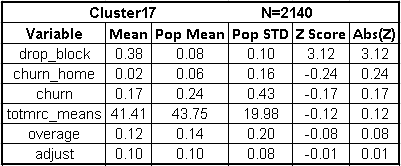 Cluster17 N=2140
Variable Mean Pop Mean Pop STD Z Score Abs(Z)
drop_block 0.38 0.08 0.10 3.12 3.12
churn_home 0.02 0.06 0.16 -0.24 0.24
churn 0.17 0.24 0.43 -0.17 0.17
totmrc_means 41.41 43.75 19.98 -0.12 0.12
overage 0.12 0.14 0.20 -0.08 0.08
adjust 0.10 0.10 0.08 -0.01 0.01